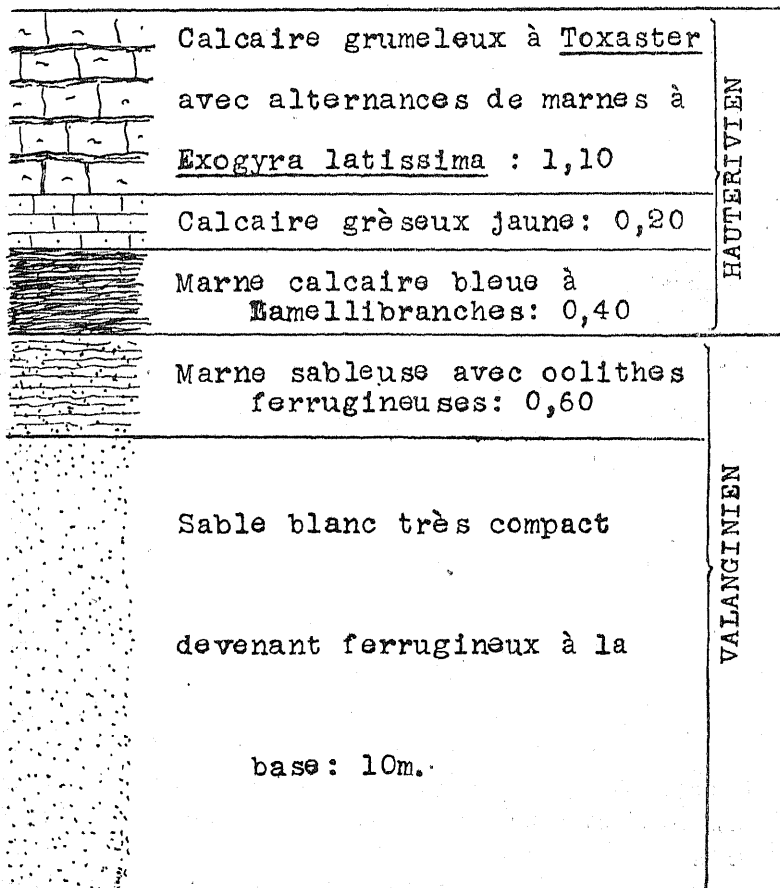 Calcaire grumeleux à Toxaster
avec alternances de marnes à
Exogyra latissima : 1,10
Calcaire grèseux jaune: 0,20
Marne calcaire bleue à
Lamellibranches: 0,40
HAUTERIVIEN
Marne sableuse avec oolithes
ferrugineuses: 0,60
Sable blanc très compact
devenant ferrugineux à la
base: 10m.
VALANGINIEN